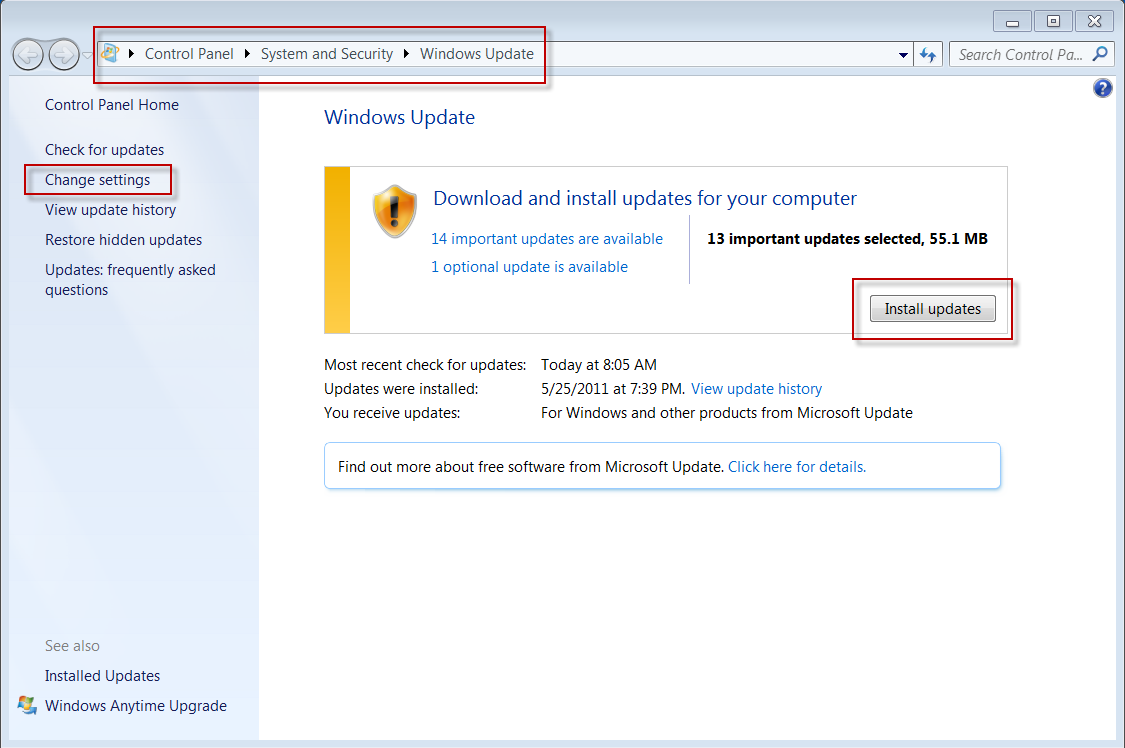 Control Panel System and Security Windows Update
Search Control Pa...
?
Control Panel Home
Check for updates
Change settings
View update history
Restore hidden updates
Updates: frequently asked
questions
See also
Installed Updates
Windows Anytime Upgrade
Windows Update
Download and install updates for your computer
14 important updates are available
1 optional update is available
13 important updates selected, 55.1 MB
Install updates
Most recent check for updates: Today at 8:05 AM
Updates were installed: 5/25/2011 at 7:39 PM. View update history
You receive updates: For Windows and other products from Microsoft Update
Find out more about free software from Microsoft Update. Click here for details.